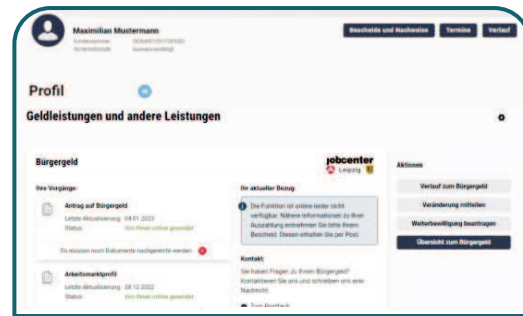 Maximilian Mustermann
Kundennummer
Bescheide und Nachweise
Termine
Verlauf
Profil
Geldleistungen und andere Leistungen
Bürgergeld
jobcenter
Leipzig
Ihre Vorgänge:
Antrag auf Bürgergeld
Letzte Aktualisierung 04.01.2023
Status Von Ihnen online gesendet
Es müssen noch Dokumente nachgereicht werden.
Arbeitsmarktprofil
Letzte Aktualisierung 28.12.2022
Status Von Ihnen online gesendet
Ihr aktueller Bezug:
Die Funktion ist online leider nicht
verfügbar. Nähere Informationen zu Ihrer
Auszahlung entnehmen Sie bitte Ihrem
Bescheid. Diesen erhalten Sie per Post.
Kontakt:
Sie haben Fragen zu Ihrem Bürgergeld?
Kontaktieren Sie uns und schreiben uns eine
Nachricht.
Zum Postfach
Aktionen
Verlauf zum Bürgergeld
Veränderung mitteilen
Weiterbewilligung beantragen
Übersicht zum Bürgergeld